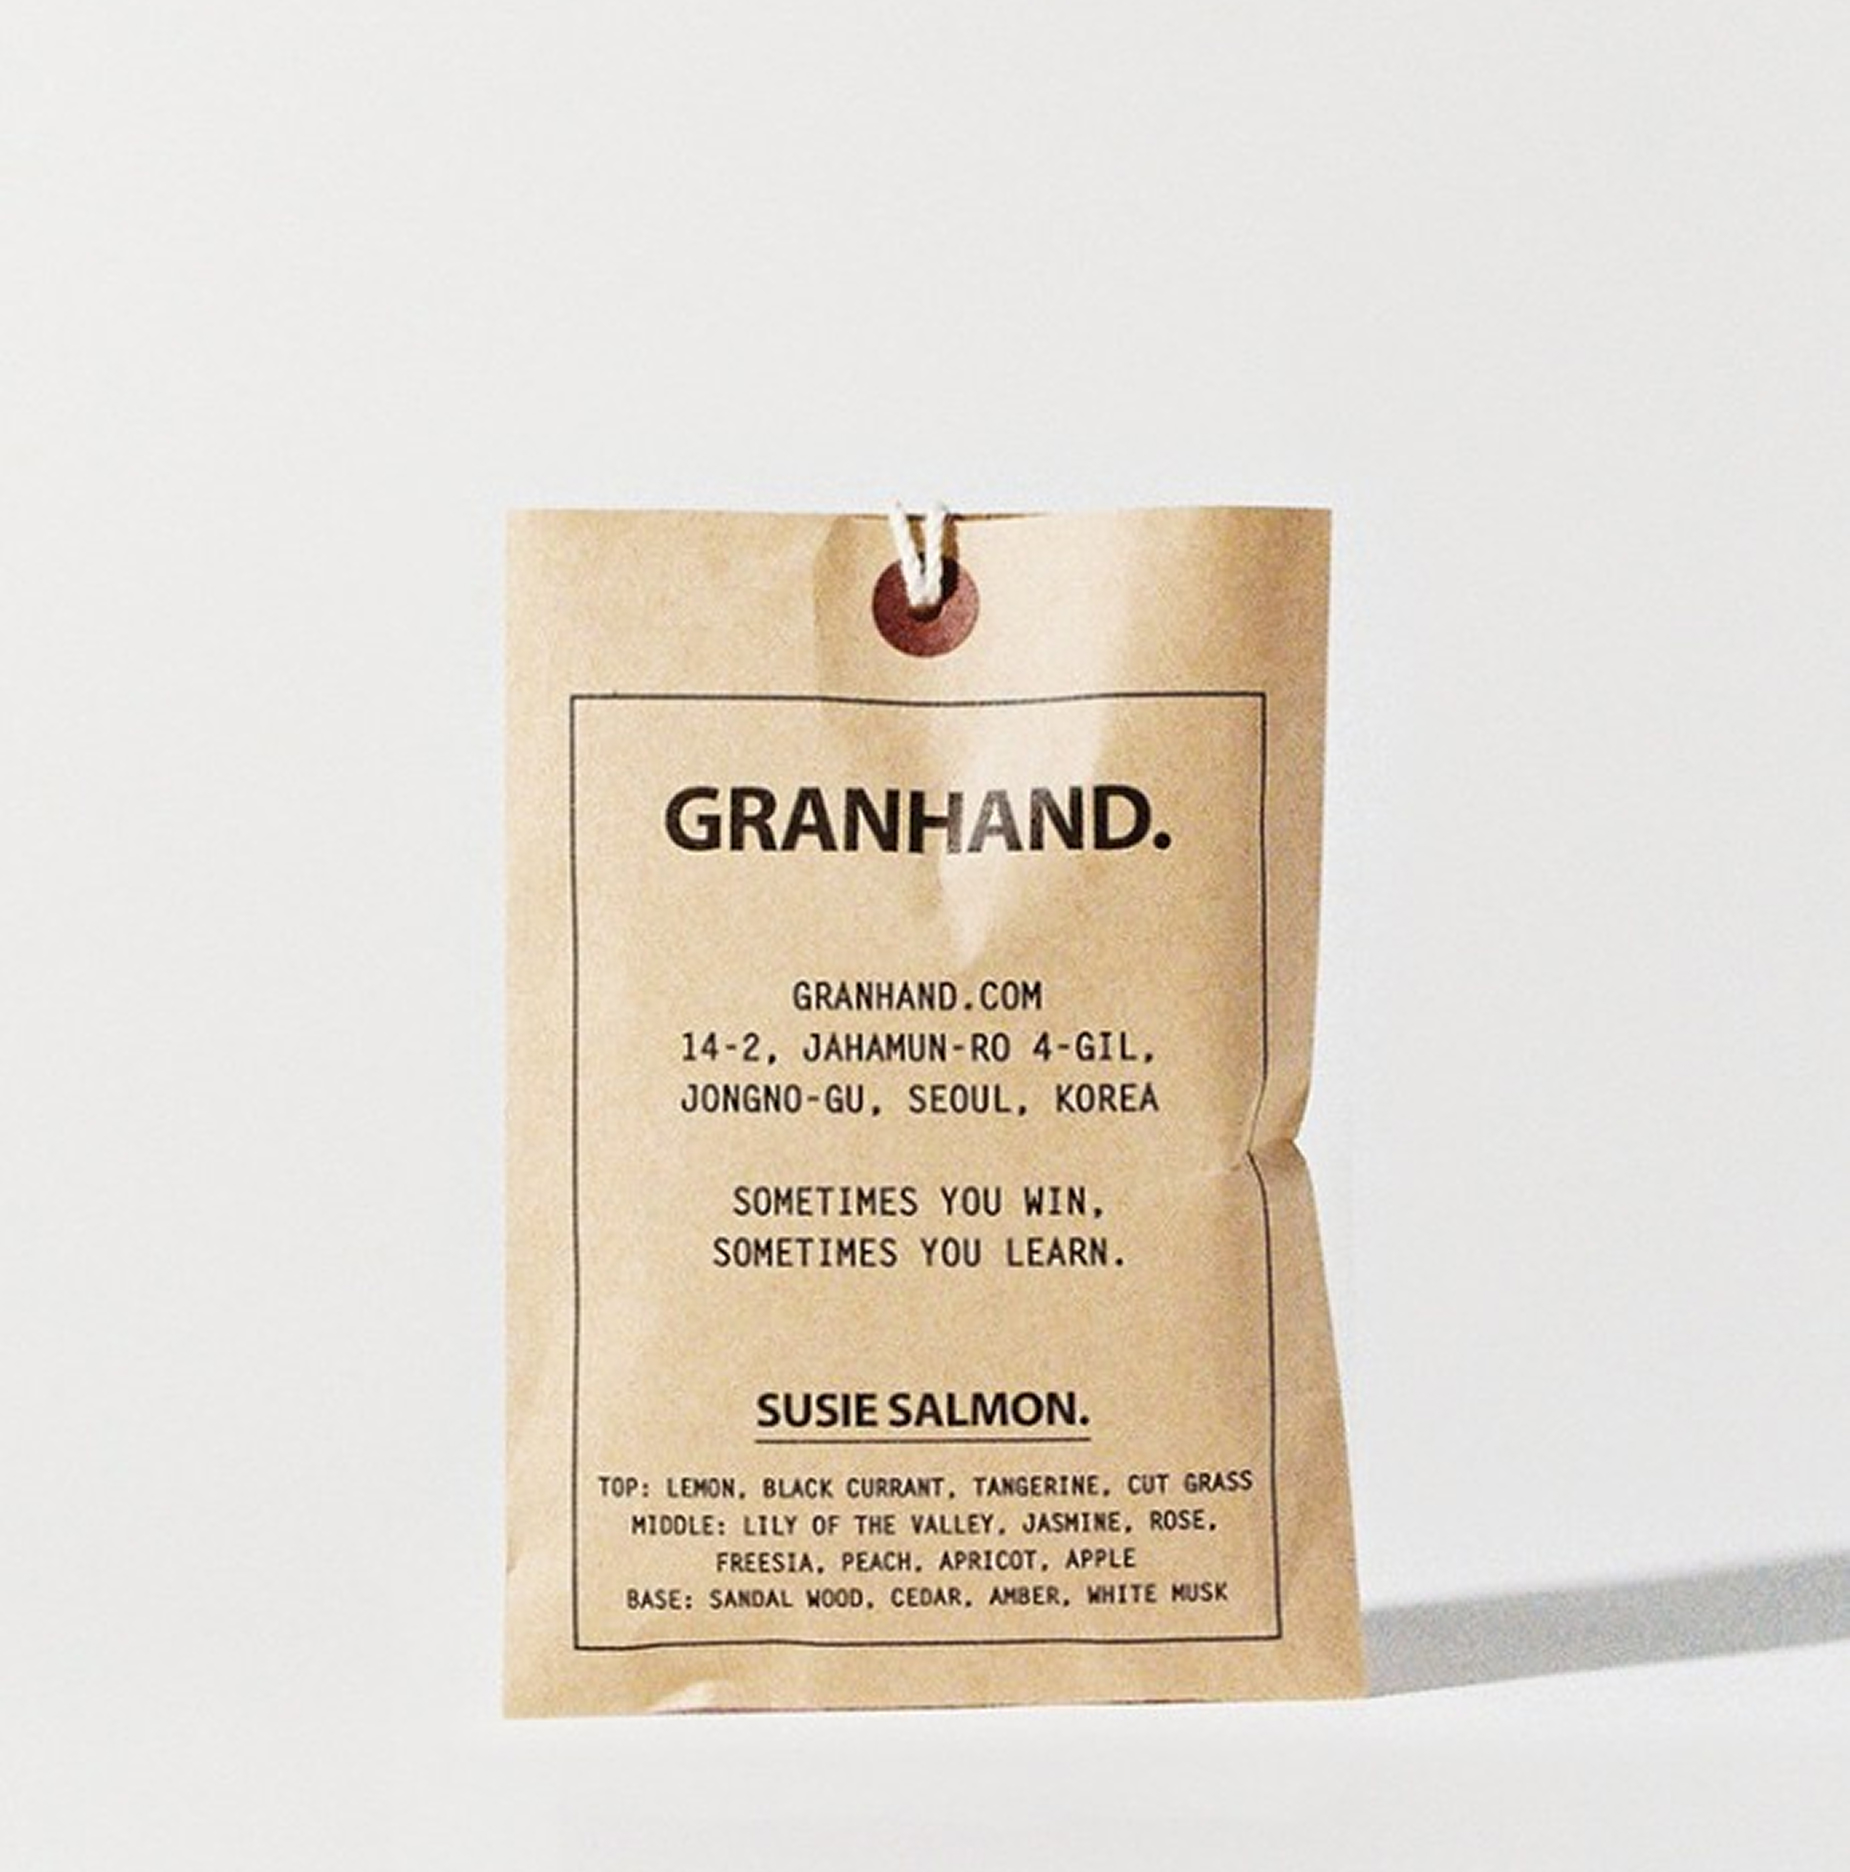 GRANHAND.
GRANHAND.COM
14-2, JAHAMUN-RO 4-GIL,
JONGNO-GU, SEOUL, KOREA
SOMETIMES YOU WIN,
SOMETIMES YOU LEARN.
SUSIE SALMON.
TOP: LEMON, BLACK CURRANT, TANGERINE, CUT GRASS
MIDDLE: LILY OF THE VALLEY, JASMINE, ROSE,
FREESIA, PEACH, APRICOT, APPLE
BASE: SANDAL WOOD, CEDAR, AMBER, WHITE MUSK